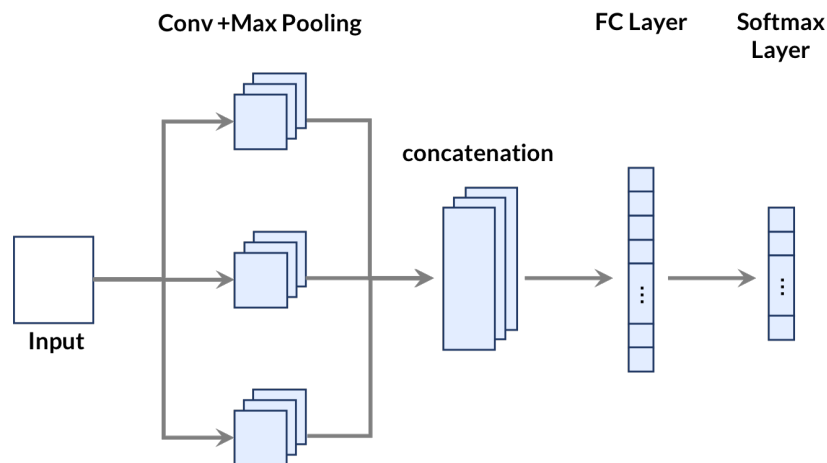 Conv +Max Pooling
FC Layer
Softmax
Layer
concatenation
Input
...
...